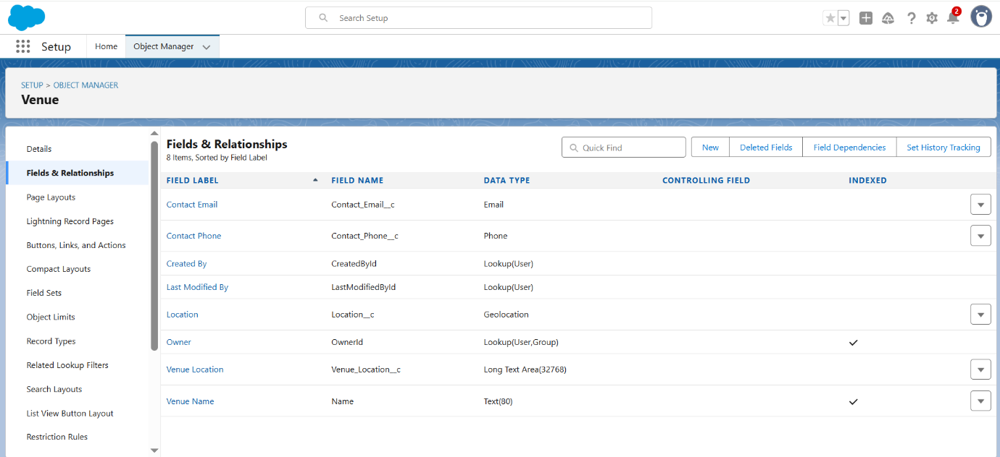 Search Setup
2
Setup
Home
Object Manager
SETUP > OBJECT MANAGER
Venue
Details
Fields & Relationships
Page Layouts
Lightning Record Pages
Buttons, Links, and Actions
Compact Layouts
Field Sets
Object Limits
Record Types
Related Lookup Filters
Search Layouts
List View Button Layout
Restriction Rules
Fields & Relationships
8 Items, Sorted by Field Label
Quick Find
New
Deleted Fields
Field Dependencies
Set History Tracking
FIELD LABEL FIELD NAME DATA TYPE CONTROLLING FIELD INDEXED
Contact Email Contact_Email__c Email
Contact Phone Contact_Phone__c Phone
Created By CreatedById Lookup(User)
Last Modified By LastModifiedById Lookup(User)
Location Location__c Geolocation
Owner OwnerId Lookup(User,Group)
Venue Location Venue_Location__c Long Text Area(32768)
Venue Name Name Text(80)